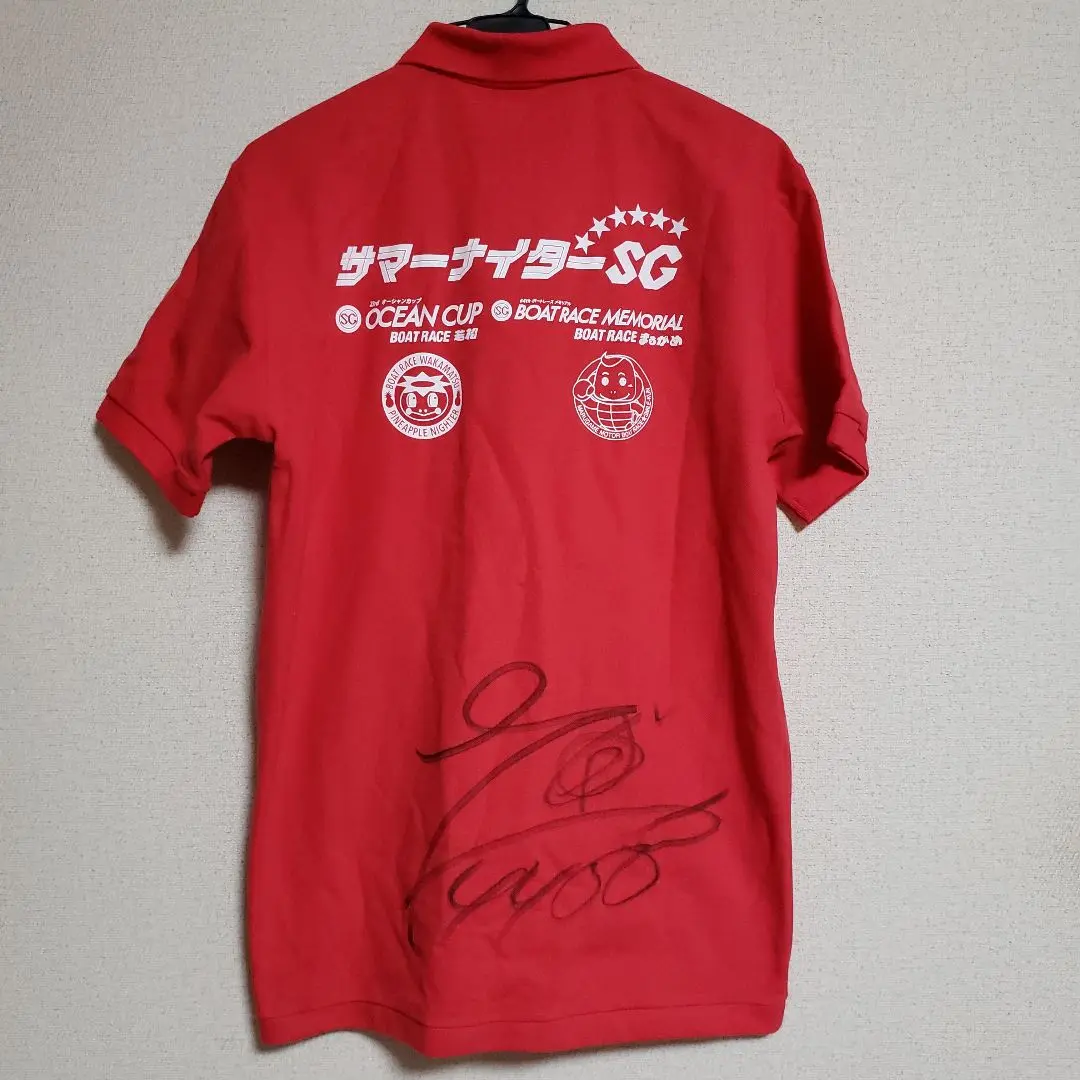 サマーナイターSG
23rd オーシャンカップ
SG OCEAN CUP
BOAT RACE 若松
64th ボートレース メモリアル
SG BOAT RACE MEMORIAL
BOAT RACE まるがめ
BOAT RACE WAKAMATSU
PINEAPPLE NIGHTER